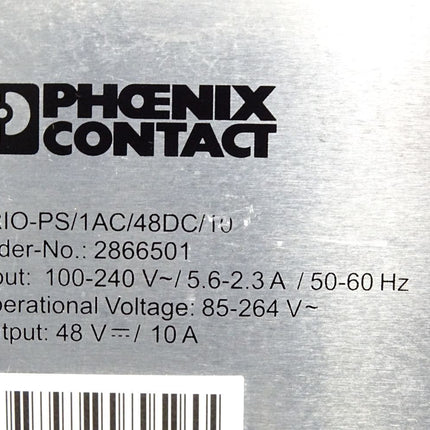 PHŒNIX
CONTACT
RIO-PS/1AC/48DC/10
der-No.: 2866501
put: 100-240 V~/ 5.6-2.3 A / 50-60 Hz
perational Voltage: 85-264 V~
tput: 48 V⎓/ 10 A